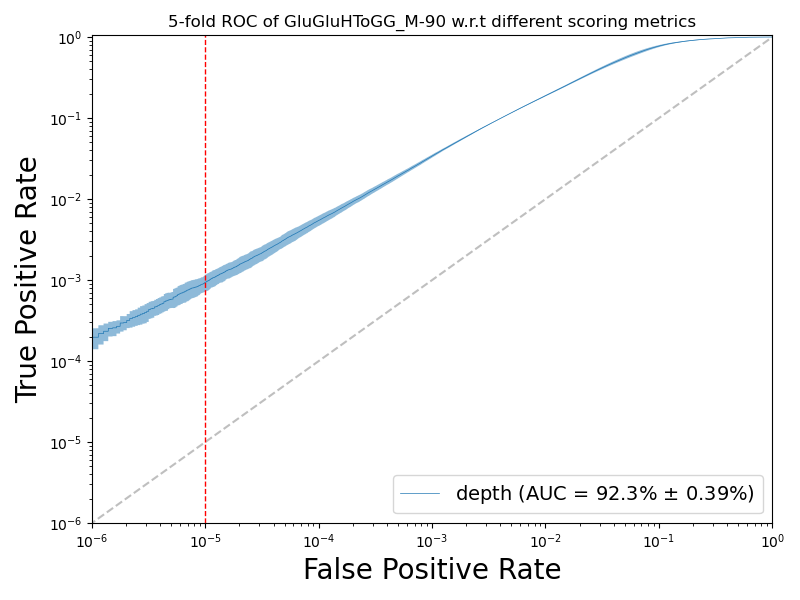 5-fold ROC of GluGluHToGG_M-90 w.r.t different scoring metrics
True Positive Rate
10⁰
10⁻¹
10⁻²
10⁻³
10⁻⁴
10⁻⁵
10⁻⁶
depth (AUC = 92.3% ± 0.39%)
10⁻⁶ 10⁻⁵ 10⁻⁴ 10⁻³ 10⁻² 10⁻¹ 10⁰
False Positive Rate